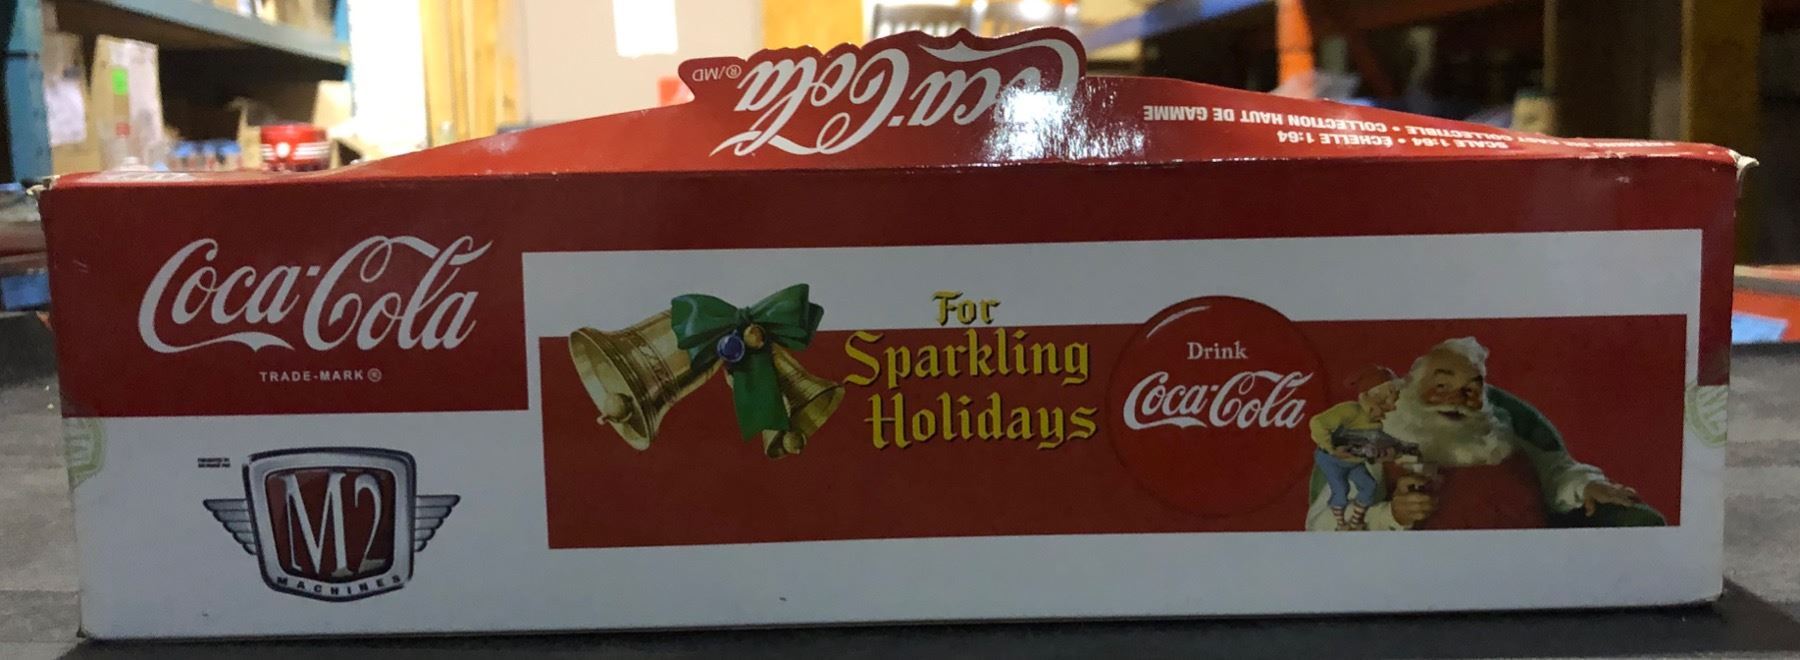 Coca-Cola
®/MD
SCALE 1:64 • ÉCHELLE 1:64
COLLECTIBLE • COLLECTION HAUT DE GAMME
Coca-Cola
TRADE-MARK ®
M2
MACHINES
For
Sparkling
Holidays
Drink
Coca-Cola